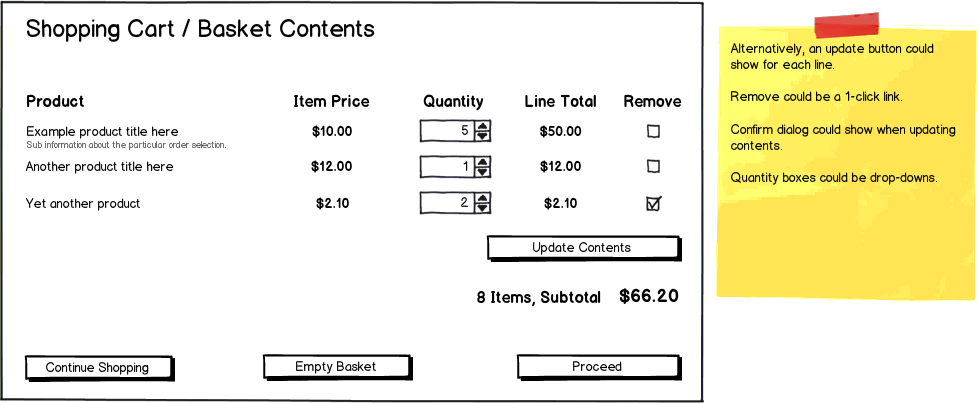 Shopping Cart / Basket Contents
Product Item Price Quantity Line Total Remove
Example product title here $10.00 5 $50.00
Sub information about the particular order selection.
Another product title here $12.00 1 $12.00
Yet another product $2.10 2 $2.10
Update Contents
8 Items, Subtotal $66.20
Continue Shopping Empty Basket Proceed
Alternatively, an update button could
show for each line.
Remove could be a 1-click link.
Confirm dialog could show when updating
contents.
Quantity boxes could be drop-downs.